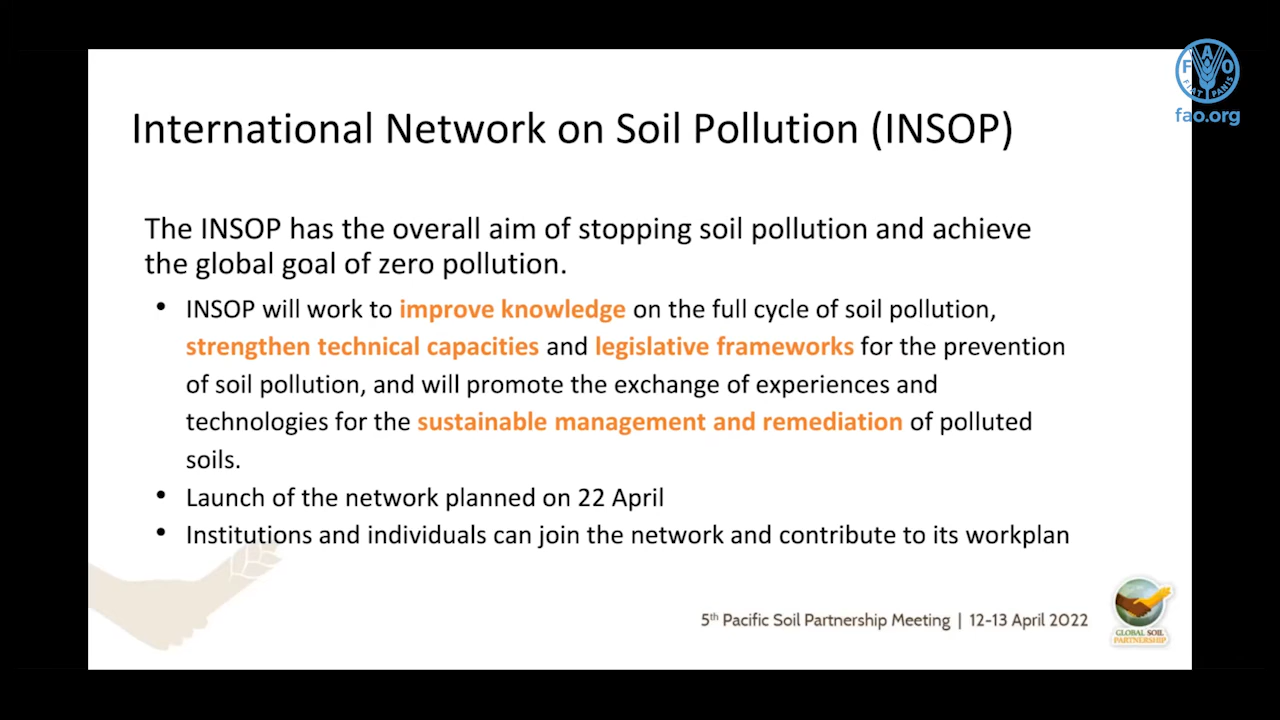 F A O
FIAT PANIS
fao.org
International Network on Soil Pollution (INSOP)
The INSOP has the overall aim of stopping soil pollution and achieve
the global goal of zero pollution.
• INSOP will work to improve knowledge on the full cycle of soil pollution,
strengthen technical capacities and legislative frameworks for the prevention
of soil pollution, and will promote the exchange of experiences and
technologies for the sustainable management and remediation of polluted
soils.
• Launch of the network planned on 22 April
• Institutions and individuals can join the network and contribute to its workplan
5th Pacific Soil Partnership Meeting | 12-13 April 2022
GLOBAL SOIL
PARTNERSHIP